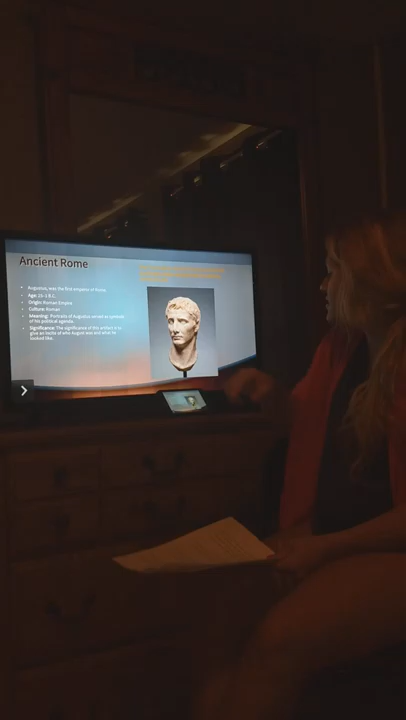 Ancient Rome
Augustus, was the first emperor of Rome
Age: 25-1 B.C.
Origin: Roman Empire
Culture: Roman
Meaning: Portraits of Augustus served as symbols
of his political agenda.
Significance: The significance of this artifact is to
give an incite of who August was and what he
looked like.